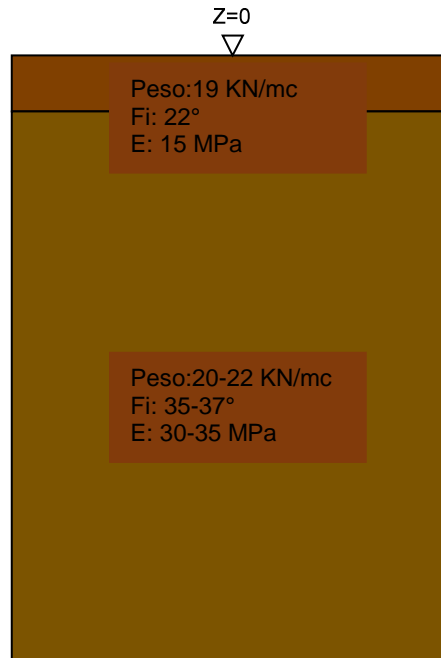 Z=0
Peso:19 KN/mc
Fi: 22°
E: 15 MPa
Peso:20-22 KN/mc
Fi: 35-37°
E: 30-35 MPa